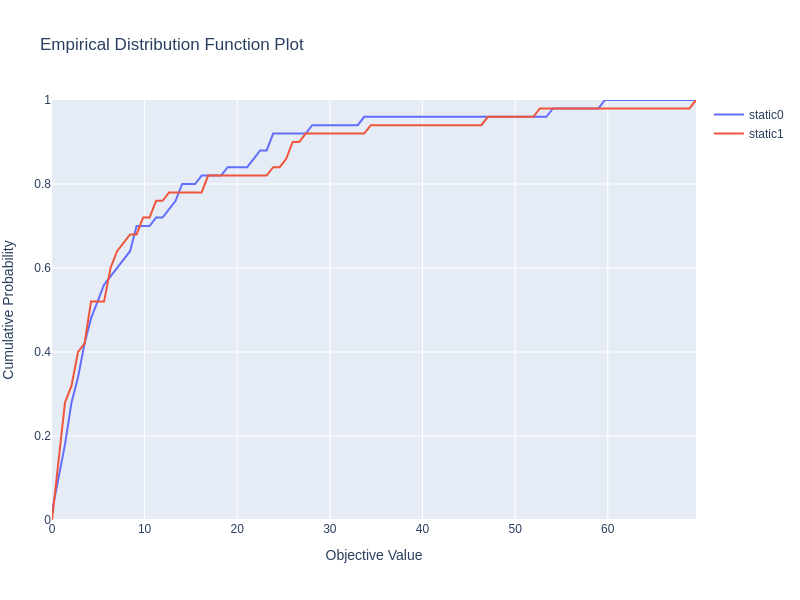 Empirical Distribution Function Plot
static0
static1
1
0.8
0.6
0.4
0.2
0
Cumulative Probability
0
10
20
30
40
50
60
Objective Value